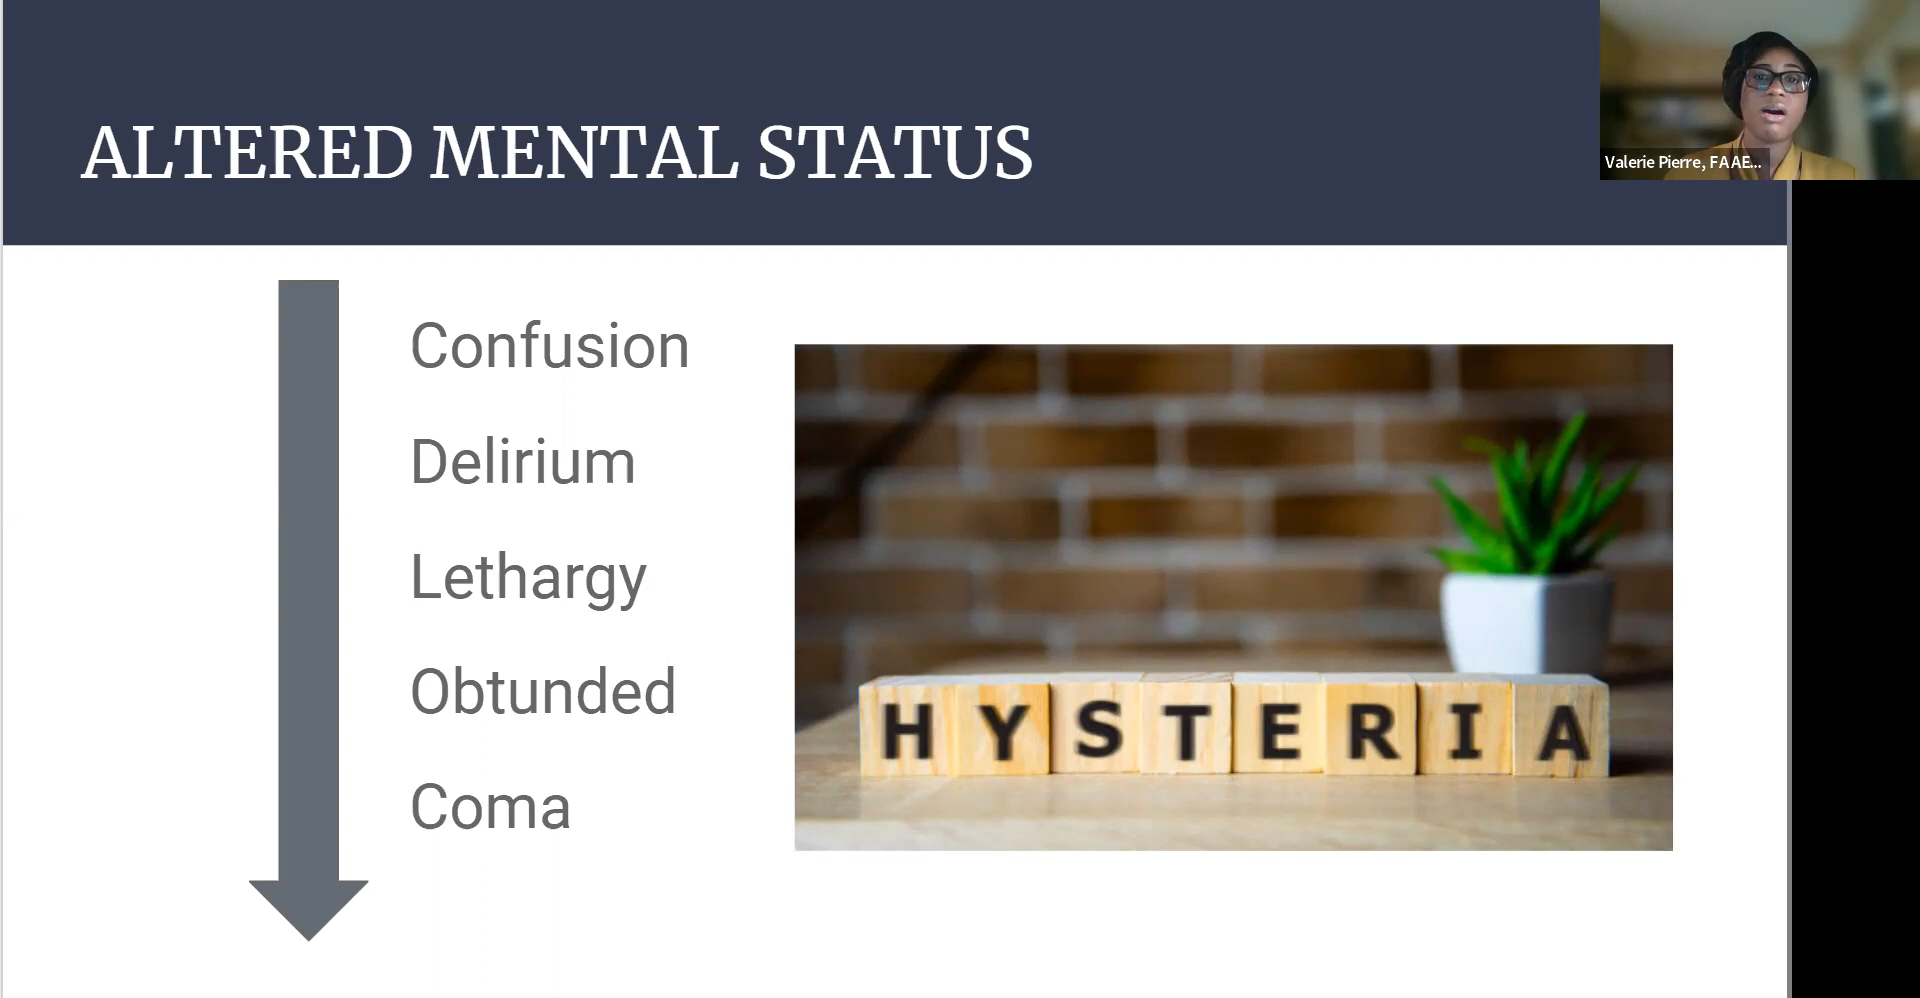 ALTERED MENTAL STATUS
Valerie Pierre, FAAE...
Confusion
Delirium
Lethargy
Obtunded
Coma
HYSTERIA